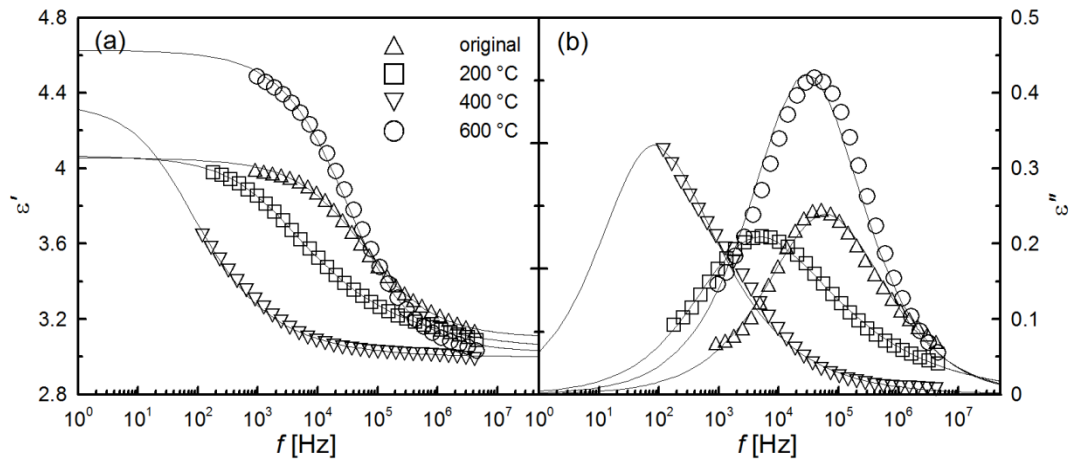 4.8
4.4
4
3.6
3.2
2.8
ε′
(a)
original
200 °C
400 °C
600 °C
10⁰ 10¹ 10² 10³ 10⁴ 10⁵ 10⁶ 10⁷
f [Hz]
(b)
10¹ 10² 10³ 10⁴ 10⁵ 10⁶ 10⁷
f [Hz]
0.5
0.4
0.3
0.2
0.1
0
ε″